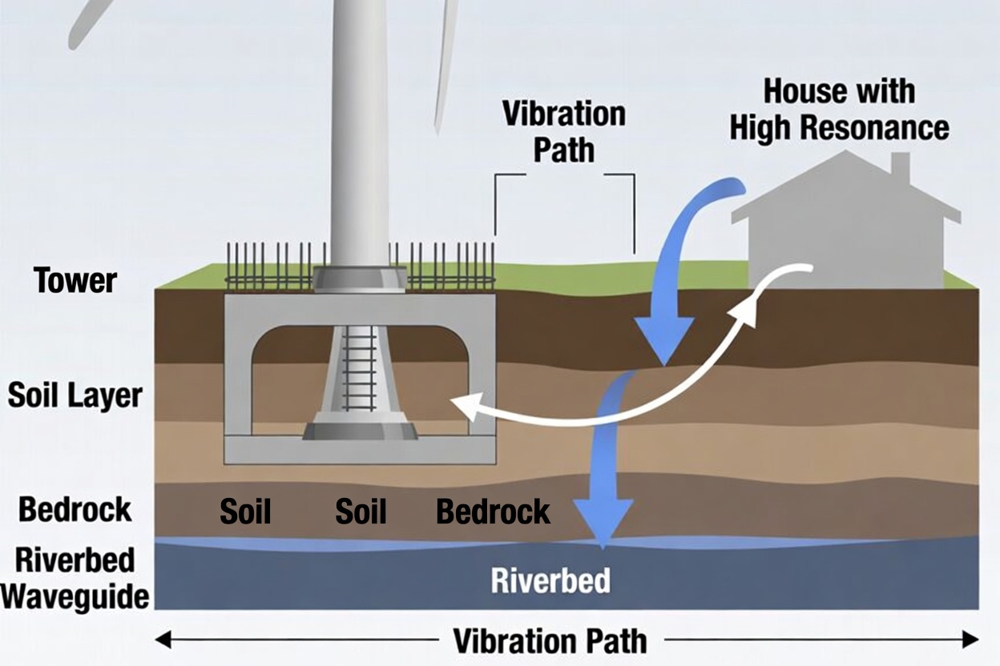 House with
High Resonance
Vibration
Path
Tower
Soil Layer
Bedrock
Soil
Soil
Bedrock
Riverbed
Waveguide
Riverbed
Vibration Path